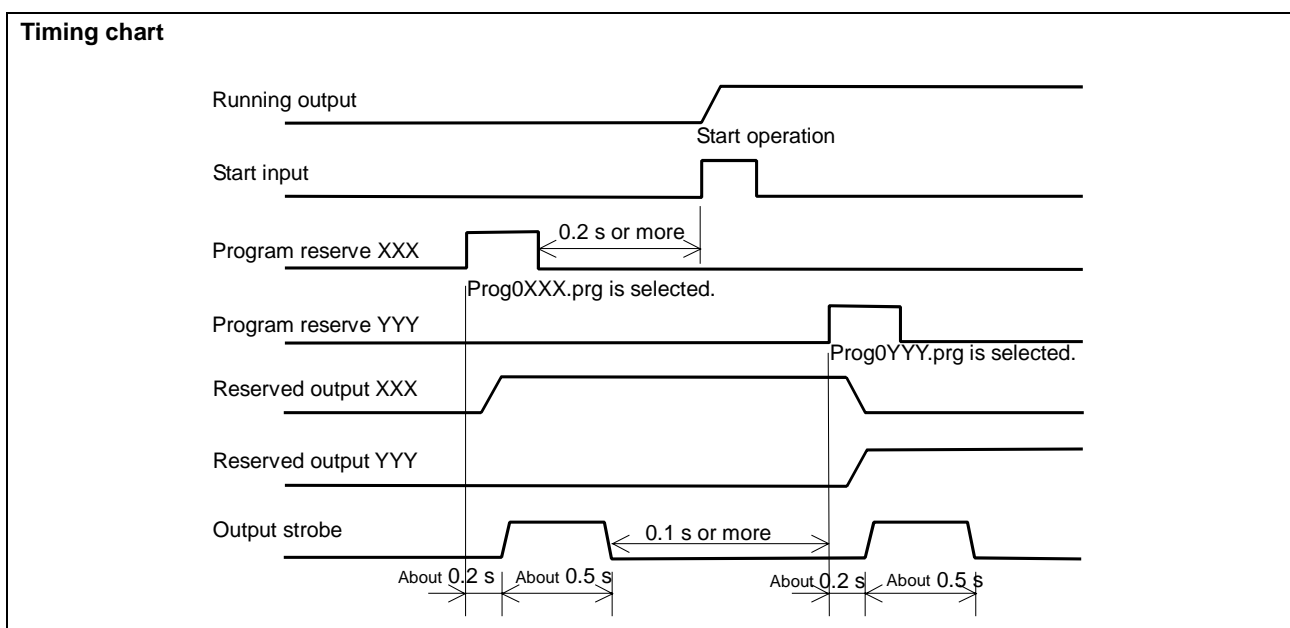 Timing chart
Running output
Start operation
Start input
0.2 s or more
Program reserve XXX
Prog0XXX.prg is selected.
Program reserve YYY
Prog0YYY.prg is selected.
Reserved output XXX
Reserved output YYY
Output strobe
0.1 s or more
About 0.2 s
About 0.5 s
About 0.2 s
About 0.5 s